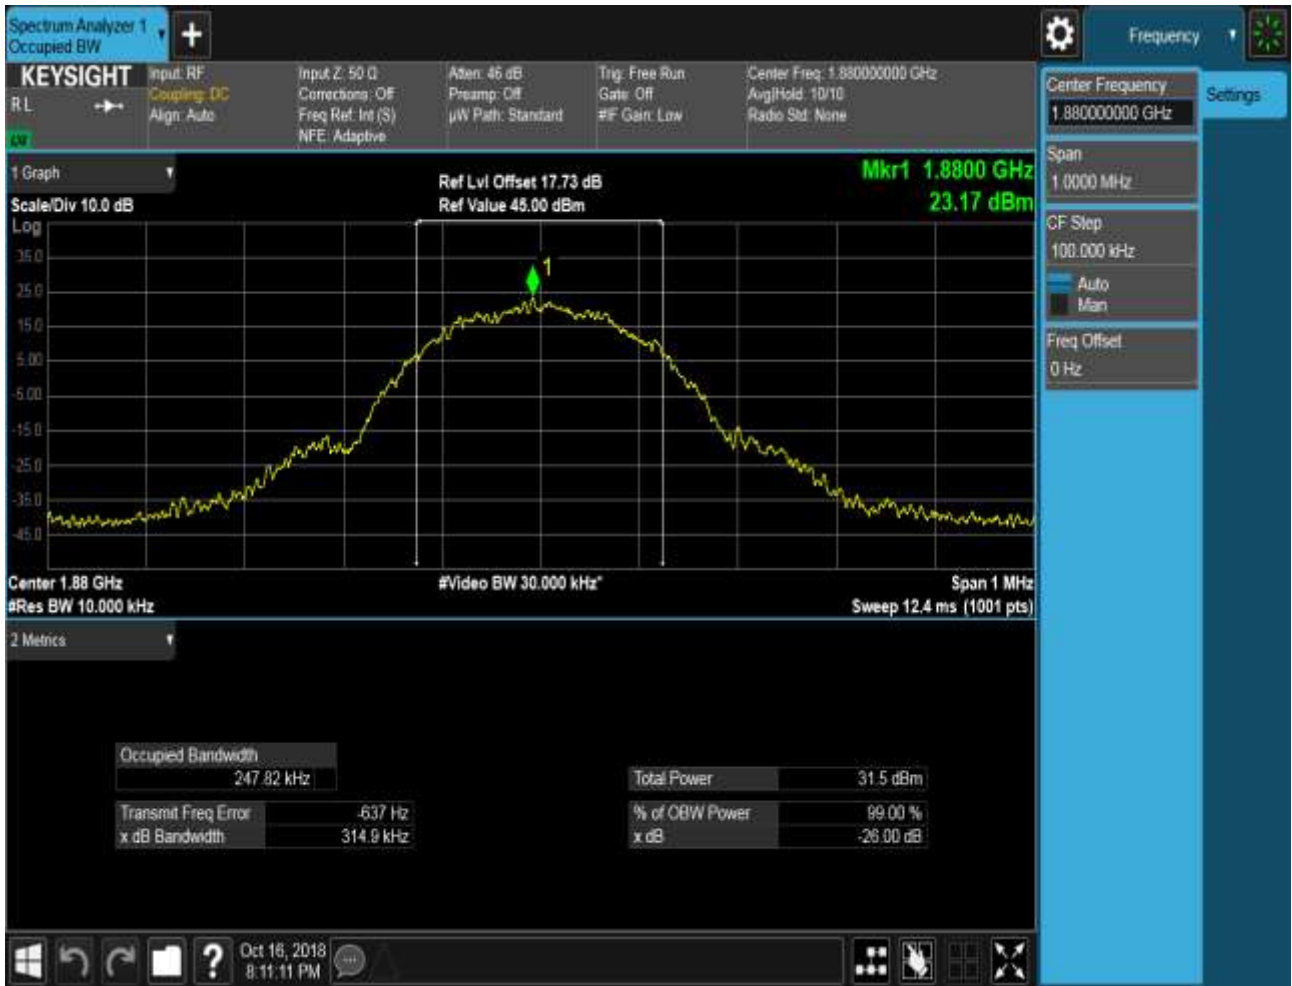 Spectrum Analyzer 1
Occupied BW
Frequency
KEYSIGHT
R L
Input: RF
Coupling: DC
Align: Auto
Input Z: 50 Ω
Corrections: Off
Freq Ref: Int (S)
NFE: Adaptive
Atten: 46 dB
Preamp: Off
µW Path: Standard
Trig: Free Run
Gate: Off
#IF Gain: Low
Center Freq: 1.880000000 GHz
Avg|Hold: 10/10
Radio Std: None
Center Frequency
1.880000000 GHz
Settings
Span
1.0000 MHz
CF Step
100.000 kHz
Auto
Man
Freq Offset
0 Hz
1 Graph
Scale/Div 10.0 dB
Ref Lvl Offset 17.73 dB
Ref Value 45.00 dBm
Mkr1 1.8800 GHz
23.17 dBm
Log
35.0
25.0
15.0
5.00
-5.00
-15.0
-25.0
-35.0
-45.0
1
Center 1.88 GHz
#Video BW 30.000 kHz*
Span 1 MHz
#Res BW 10.000 kHz
Sweep 12.4 ms (1001 pts)
2 Metrics
Occupied Bandwidth
247.82 kHz
Total Power 31.5 dBm
Transmit Freq Error -637 Hz
% of OBW Power 99.00 %
x dB Bandwidth 314.9 kHz
x dB -26.00 dB
?
Oct 16, 2018
8:11:11 PM